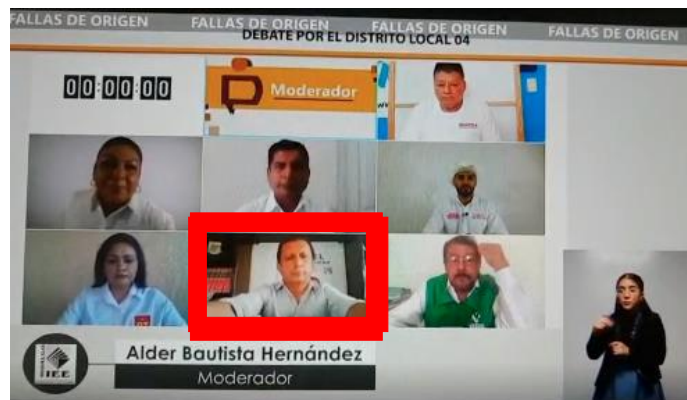 FALLAS DE ORIGEN FALLAS DE ORIGEN FALLAS DE ORIGEN FALLAS DE ORIGEN
DEBATE POR EL DISTRITO LOCAL 04
00:00:00
Moderador
morena
IEE
Alder Bautista Hernández
Moderador